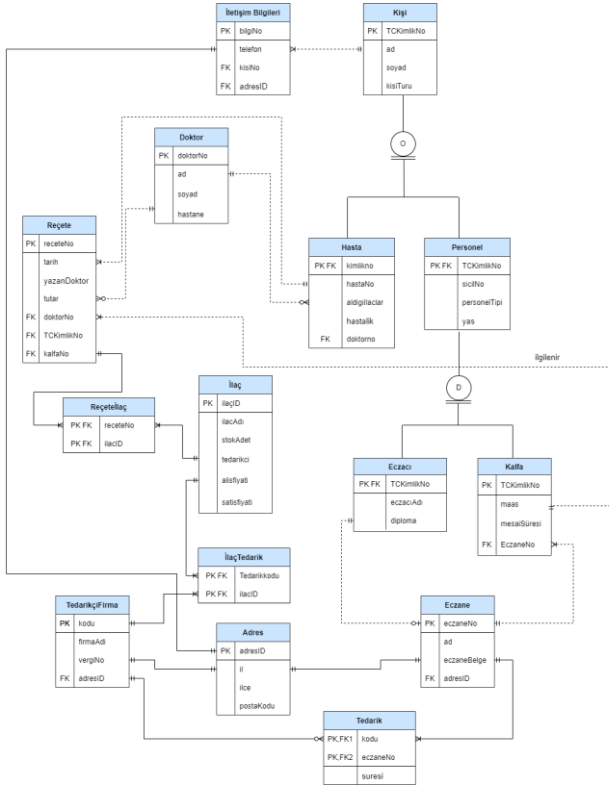 İletişim Bilgileri
PK bilgiNo
telefon
FK kisiNo
FK adresID
Kişi
PK TCKimlikNo
ad
soyad
kisiTuru
O
Doktor
PK doktorNo
ad
soyad
hastane
Reçete
PK receteNo
tarih
yazanDoktor
tutar
FK doktorNo
FK TCKimlikNo
FK kalfaNo
Hasta
PK FK kimlikno
hastaNo
aldigiIlaclar
hastalik
FK doktorno
Personel
PK FK TCKimlikNo
sicilNo
personelTipi
yas
ilgilenir
D
İlaç
PK ilaçID
ilacAdı
stokAdet
tedarikci
alisfiyati
satisfiyati
Reçeteİlaç
PK FK receteNo
PK FK ilacID
Eczacı
PK FK TCKimlikNo
eczacıAdı
diploma
Kalfa
PK TCKimlikNo
maas
mesaiSüresi
FK EczaneNo
İlaçTedarik
PK FK Tedarikkodu
PK FK ilacID
TedarikçiFirma
PK kodu
firmaAdi
vergiNo
FK adresID
Adres
PK adresID
il
ilce
postaKodu
Eczane
PK eczaneNo
ad
eczaneBelge
FK adresID
Tedarik
PK,FK1 kodu
PK,FK2 eczaneNo
suresi